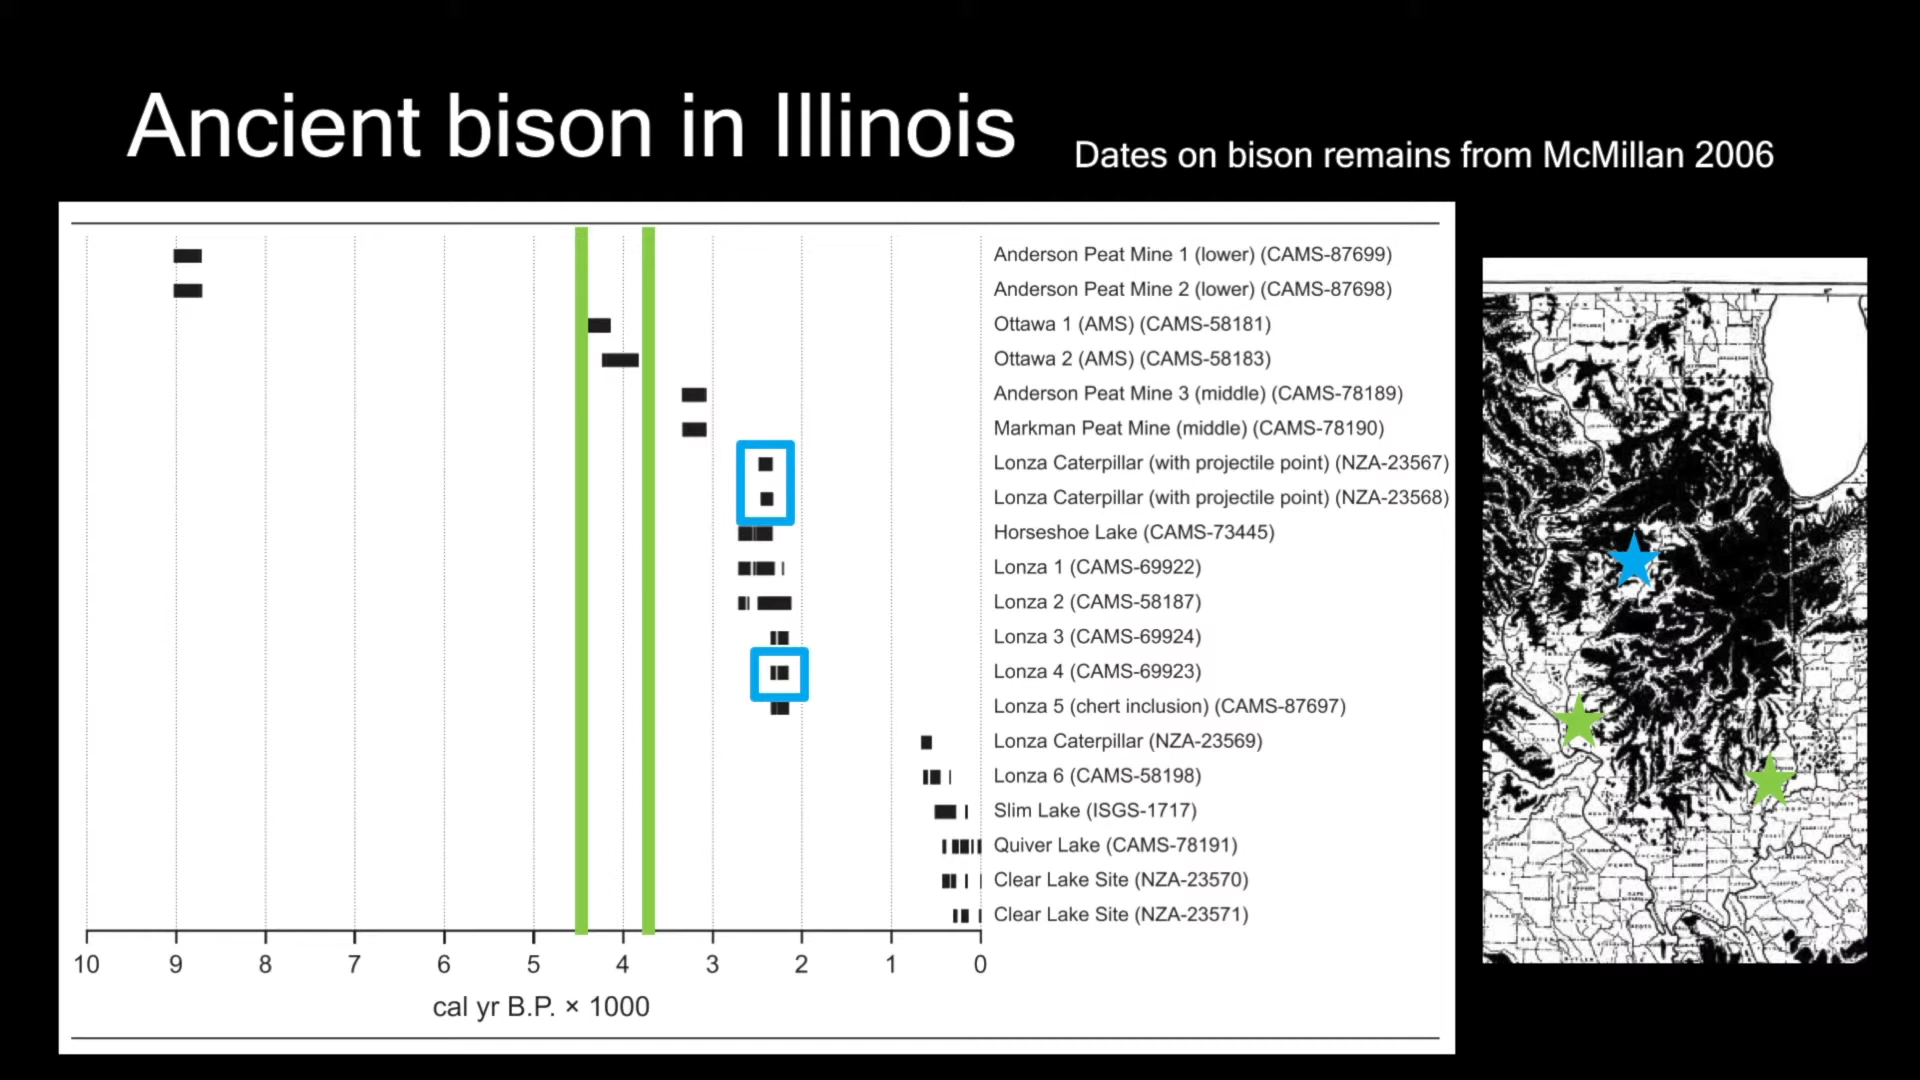 Ancient bison in Illinois
Dates on bison remains from McMillan 2006
Anderson Peat Mine 1 (lower) (CAMS-87699)
Anderson Peat Mine 2 (lower) (CAMS-87698)
Ottawa 1 (AMS) (CAMS-58181)
Ottawa 2 (AMS) (CAMS-58183)
Anderson Peat Mine 3 (middle) (CAMS-78189)
Markman Peat Mine (middle) (CAMS-78190)
Lonza Caterpillar (with projectile point) (NZA-23567)
Lonza Caterpillar (with projectile point) (NZA-23568)
Horseshoe Lake (CAMS-73445)
Lonza 1 (CAMS-69922)
Lonza 2 (CAMS-58187)
Lonza 3 (CAMS-69924)
Lonza 4 (CAMS-69923)
Lonza 5 (chert inclusion) (CAMS-87697)
Lonza Caterpillar (NZA-23569)
Lonza 6 (CAMS-58198)
Slim Lake (ISGS-1717)
Quiver Lake (CAMS-78191)
Clear Lake Site (NZA-23570)
Clear Lake Site (NZA-23571)
10 9 8 7 6 5 4 3 2 1 0
cal yr B.P. × 1000